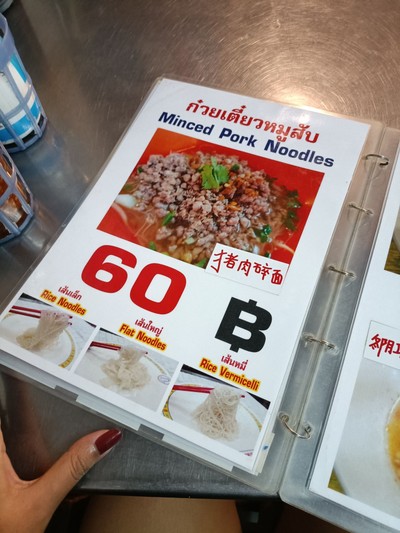 ก๋วยเตี๋ยวหมูสับ
Minced Pork Noodles
猪肉碎面
60 ฿
เส้นเล็ก
Rice Noodles
เส้นใหญ่
Flat Noodles
เส้นหมี่
Rice Vermicelli